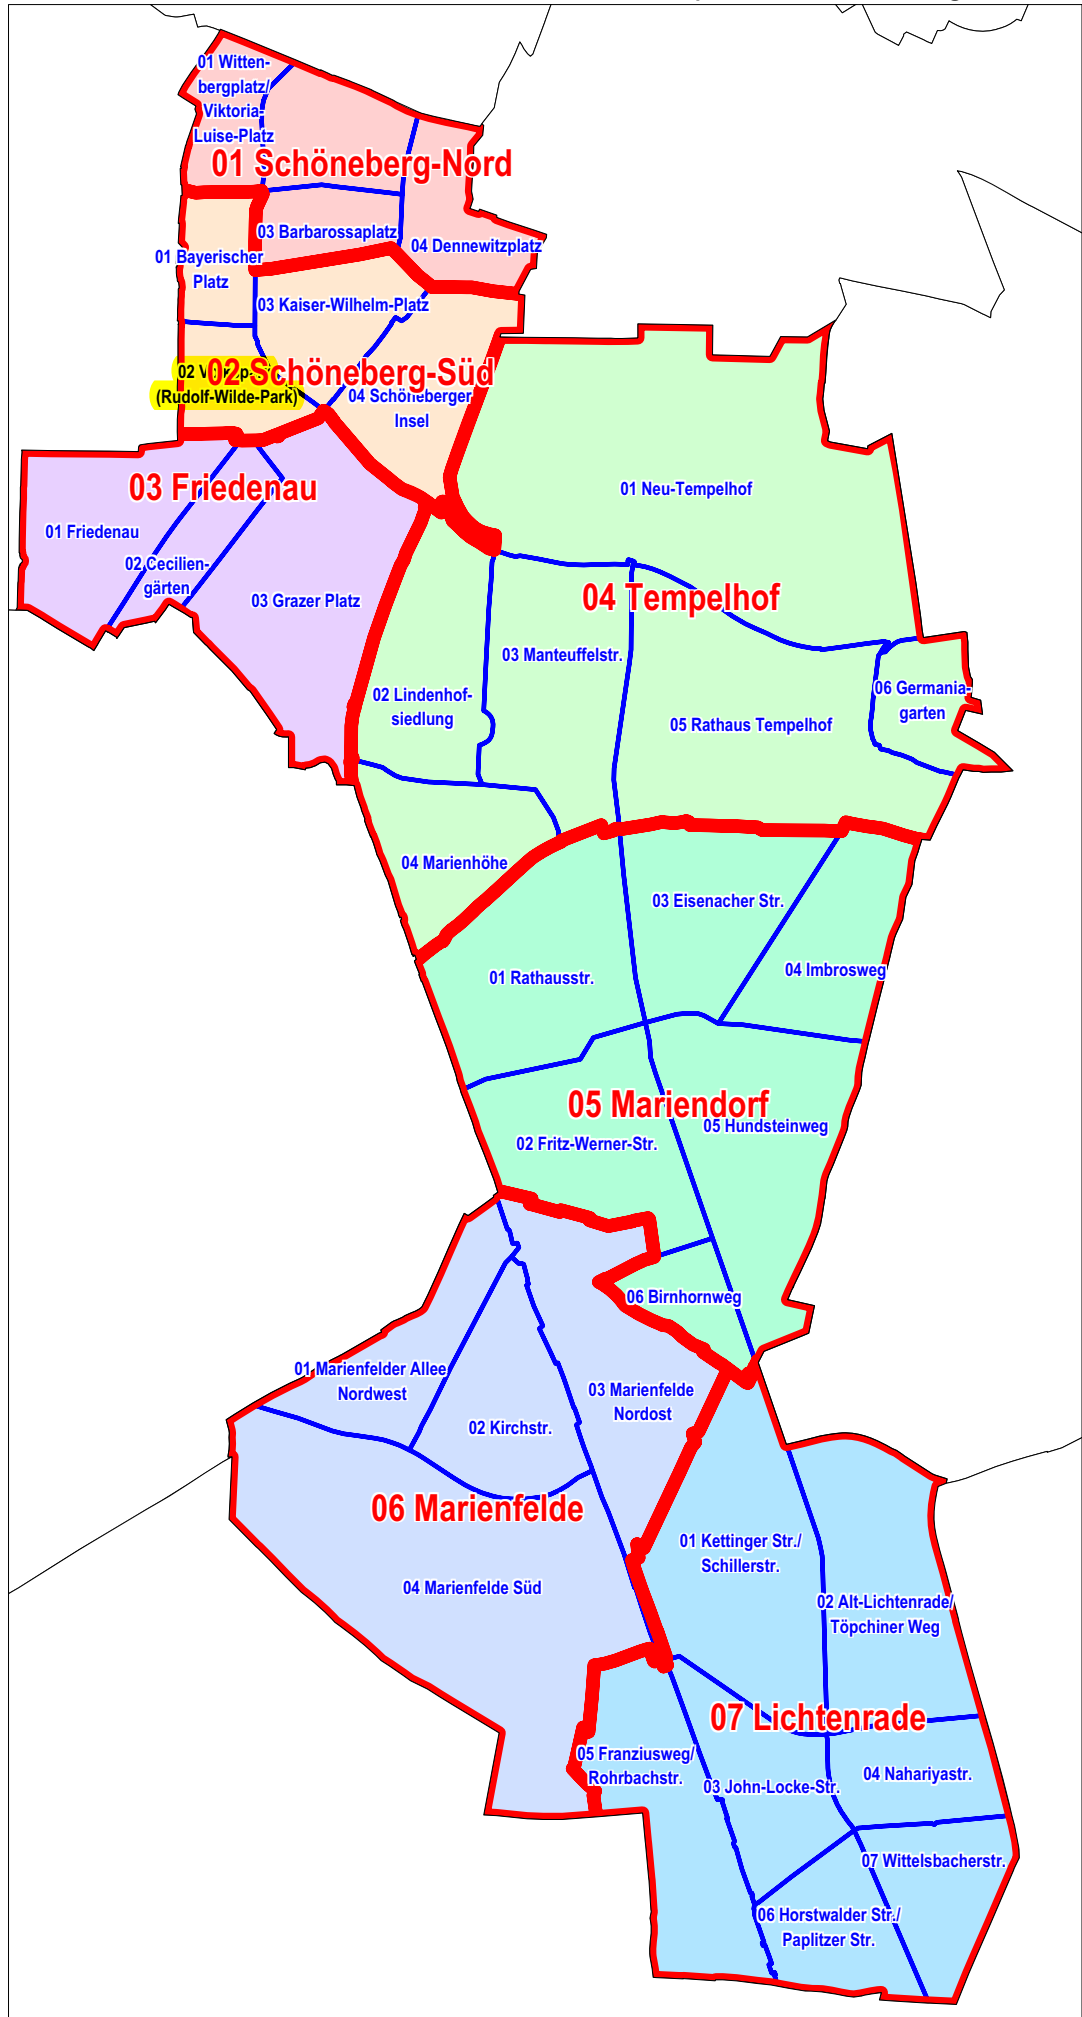 01 Witten-
bergplatz/
Viktoria-
Luise-Platz
01 Schöneberg-Nord
03 Barbarossaplatz
04 Dennewitzplatz
01 Bayerischer
Platz
03 Kaiser-Wilhelm-Platz
02 Schöneberg-Süd
02
(Rudolf-Wilde-Park)
04 Schöneberger
Insel
03 Friedenau
01 Neu-Tempelhof
01 Friedenau
02 Cecilien-
gärten
03 Grazer Platz
04 Tempelhof
03 Manteuffelstr.
02 Lindenhof-
siedlung
06 Germania-
garten
05 Rathaus Tempelhof
04 Marienhöhe
03 Eisenacher Str.
01 Rathausstr.
04 Imbrosweg
05 Mariendorf
05 Hundsteinweg
02 Fritz-Werner-Str.
06 Birnhornweg
01 Marienfelder Allee
Nordwest
03 Marienfelde
Nordost
02 Kirchstr.
06 Marienfelde
01 Kettinger Str./
Schillerstr.
04 Marienfelde Süd
02 Alt-Lichtenrade/
Töpchiner Weg
07 Lichtenrade
05 Franziusweg/
Rohrbachstr.
03 John-Locke-Str.
04 Nahariyastr.
07 Wittelsbacherstr.
06 Horstwalder Str./
Paplitzer Str.